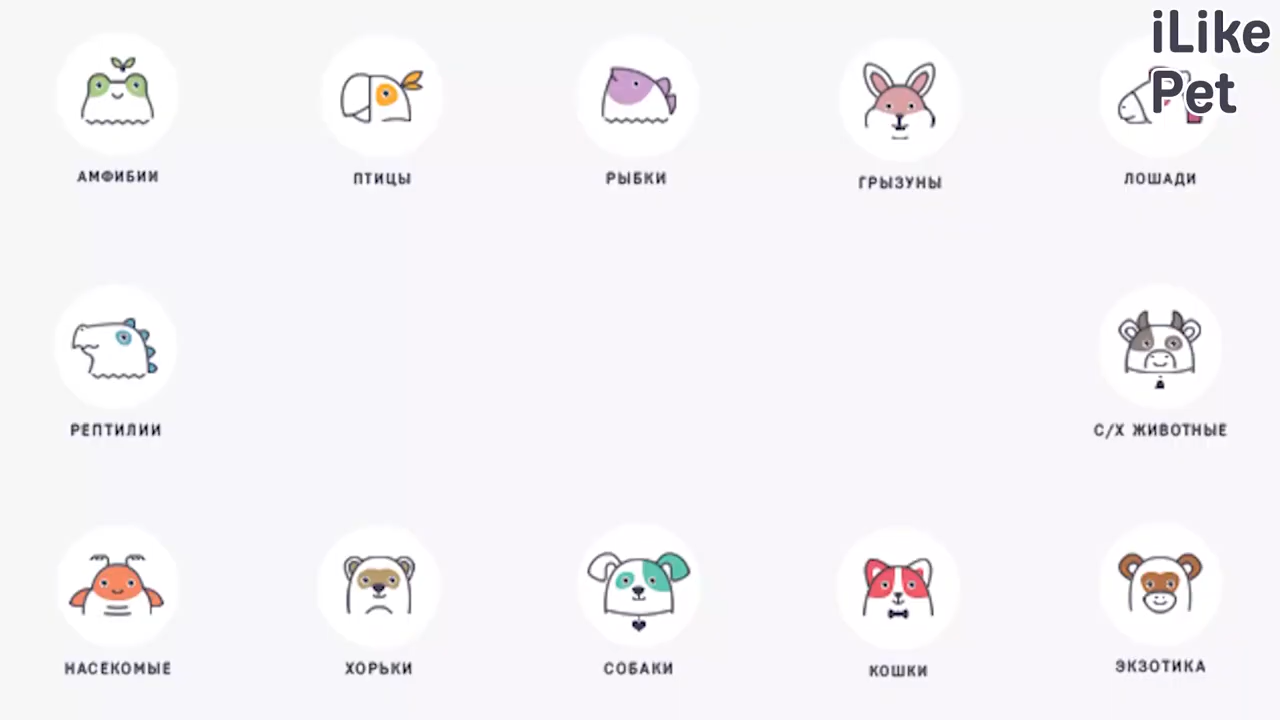 iLike
Pet
АМФИБИИ
ПТИЦЫ
РЫБКИ
ГРЫЗУНЫ
ЛОШАДИ
РЕПТИЛИИ
С/Х ЖИВОТНЫЕ
НАСЕКОМЫЕ
ХОРЬКИ
СОБАКИ
КОШКИ
ЭКЗОТИКА